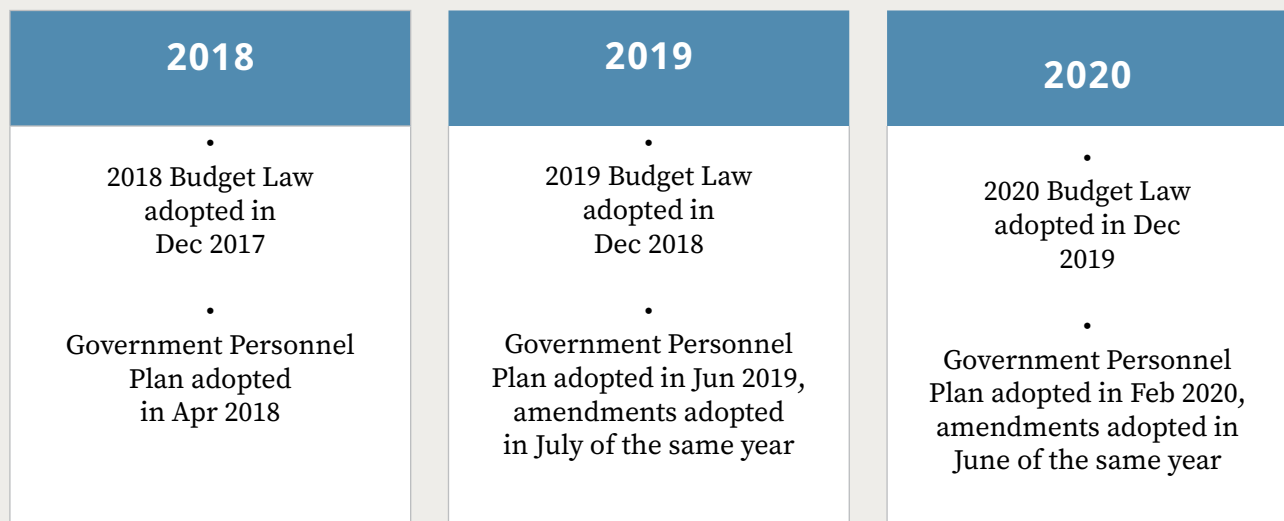 2018
•
2018 Budget Law
adopted in
Dec 2017
•
Government Personnel
Plan adopted
in Apr 2018
2019
•
2019 Budget Law
adopted in
Dec 2018
•
Government Personnel
Plan adopted in Jun 2019,
amendments adopted
in July of the same year
2020
•
2020 Budget Law
adopted in Dec
2019
•
Government Personnel
Plan adopted in Feb 2020,
amendments adopted in
June of the same year